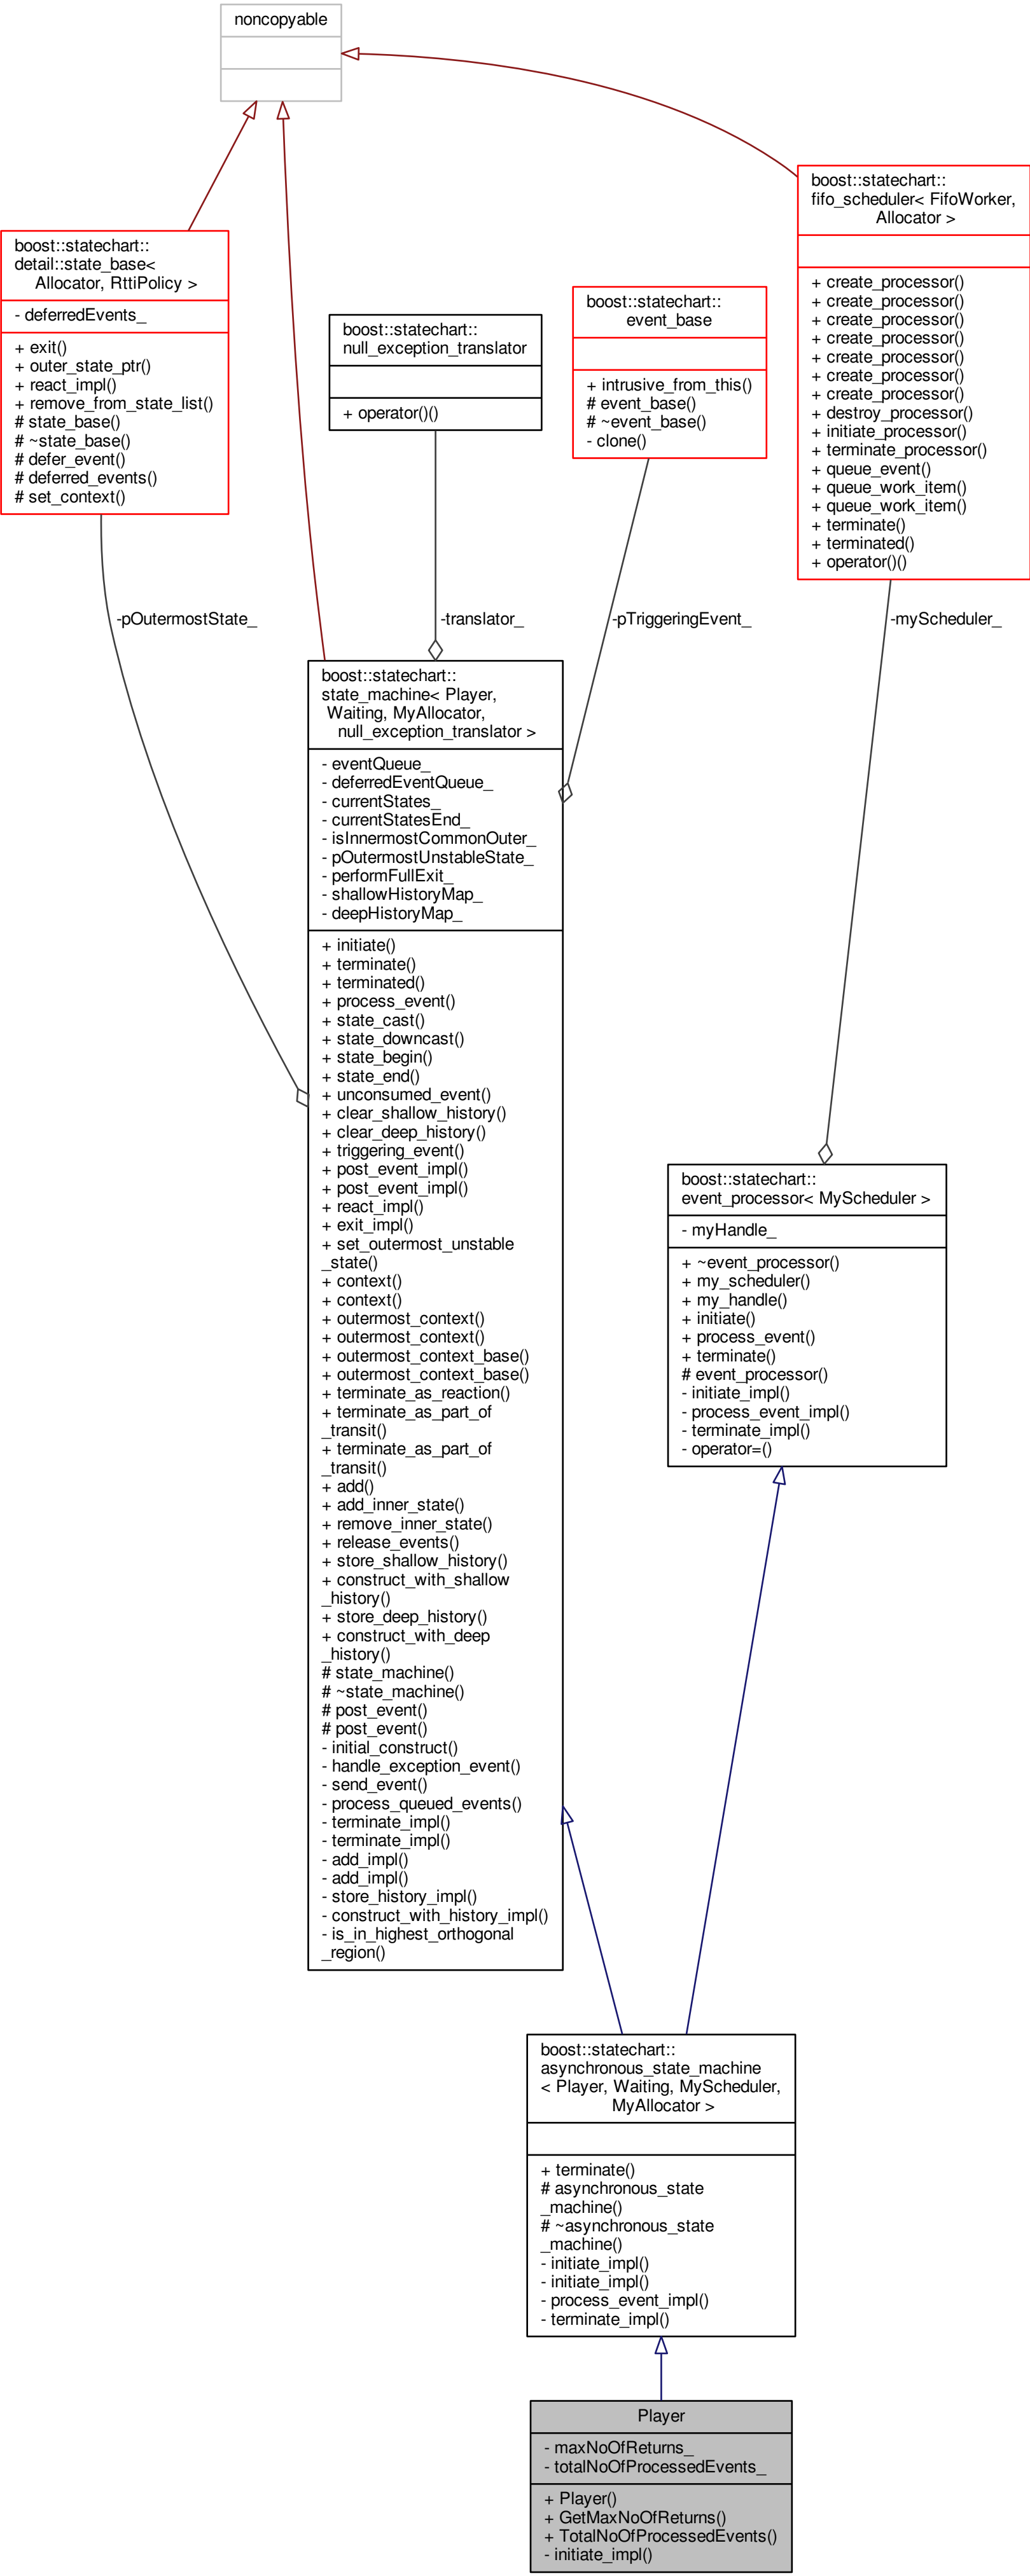 noncopyable
boost::statechart::
fifo_scheduler< FifoWorker,
Allocator >
+ create_processor()
+ create_processor()
+ create_processor()
+ create_processor()
+ create_processor()
+ create_processor()
+ create_processor()
+ destroy_processor()
+ initiate_processor()
+ terminate_processor()
+ queue_event()
+ queue_work_item()
+ queue_work_item()
+ terminate()
+ terminated()
+ operator()()
boost::statechart::
detail::state_base<
Allocator, RttiPolicy >
- deferredEvents_
+ exit()
+ outer_state_ptr()
+ react_impl()
+ remove_from_state_list()
# state_base()
# ~state_base()
# defer_event()
# deferred_events()
# set_context()
boost::statechart::
null_exception_translator
+ operator()()
boost::statechart::
event_base
+ intrusive_from_this()
# event_base()
# ~event_base()
- clone()
-pOutermostState_
-translator_
-pTriggeringEvent_
-myScheduler_
boost::statechart::
state_machine< Player,
Waiting, MyAllocator,
null_exception_translator >
- eventQueue_
- deferredEventQueue_
- currentStates_
- currentStatesEnd_
- isInnermostCommonOuter_
- pOutermostUnstableState_
- performFullExit_
- shallowHistoryMap_
- deepHistoryMap_
+ initiate()
+ terminate()
+ terminated()
+ process_event()
+ state_cast()
+ state_downcast()
+ state_begin()
+ state_end()
+ unconsumed_event()
+ clear_shallow_history()
+ clear_deep_history()
+ triggering_event()
+ post_event_impl()
+ post_event_impl()
+ react_impl()
+ exit_impl()
+ set_outermost_unstable
_state()
+ context()
+ context()
+ outermost_context()
+ outermost_context()
+ outermost_context_base()
+ outermost_context_base()
+ terminate_as_reaction()
+ terminate_as_part_of
_transit()
+ terminate_as_part_of
_transit()
+ add()
+ add_inner_state()
+ remove_inner_state()
+ release_events()
+ store_shallow_history()
+ construct_with_shallow
_history()
+ store_deep_history()
+ construct_with_deep
_history()
# state_machine()
# ~state_machine()
# post_event()
# post_event()
- initial_construct()
- handle_exception_event()
- send_event()
- process_queued_events()
- terminate_impl()
- terminate_impl()
- add_impl()
- add_impl()
- store_history_impl()
- construct_with_history_impl()
- is_in_highest_orthogonal
_region()
boost::statechart::
event_processor< MyScheduler >
- myHandle_
+ ~event_processor()
+ my_scheduler()
+ my_handle()
+ initiate()
+ process_event()
+ terminate()
# event_processor()
- initiate_impl()
- process_event_impl()
- terminate_impl()
- operator=()
boost::statechart::
asynchronous_state_machine
< Player, Waiting, MyScheduler,
MyAllocator >
+ terminate()
# asynchronous_state
_machine()
# ~asynchronous_state
_machine()
- initiate_impl()
- initiate_impl()
- process_event_impl()
- terminate_impl()
Player
- maxNoOfReturns_
- totalNoOfProcessedEvents_
+ Player()
+ GetMaxNoOfReturns()
+ TotalNoOfProcessedEvents()
- initiate_impl()